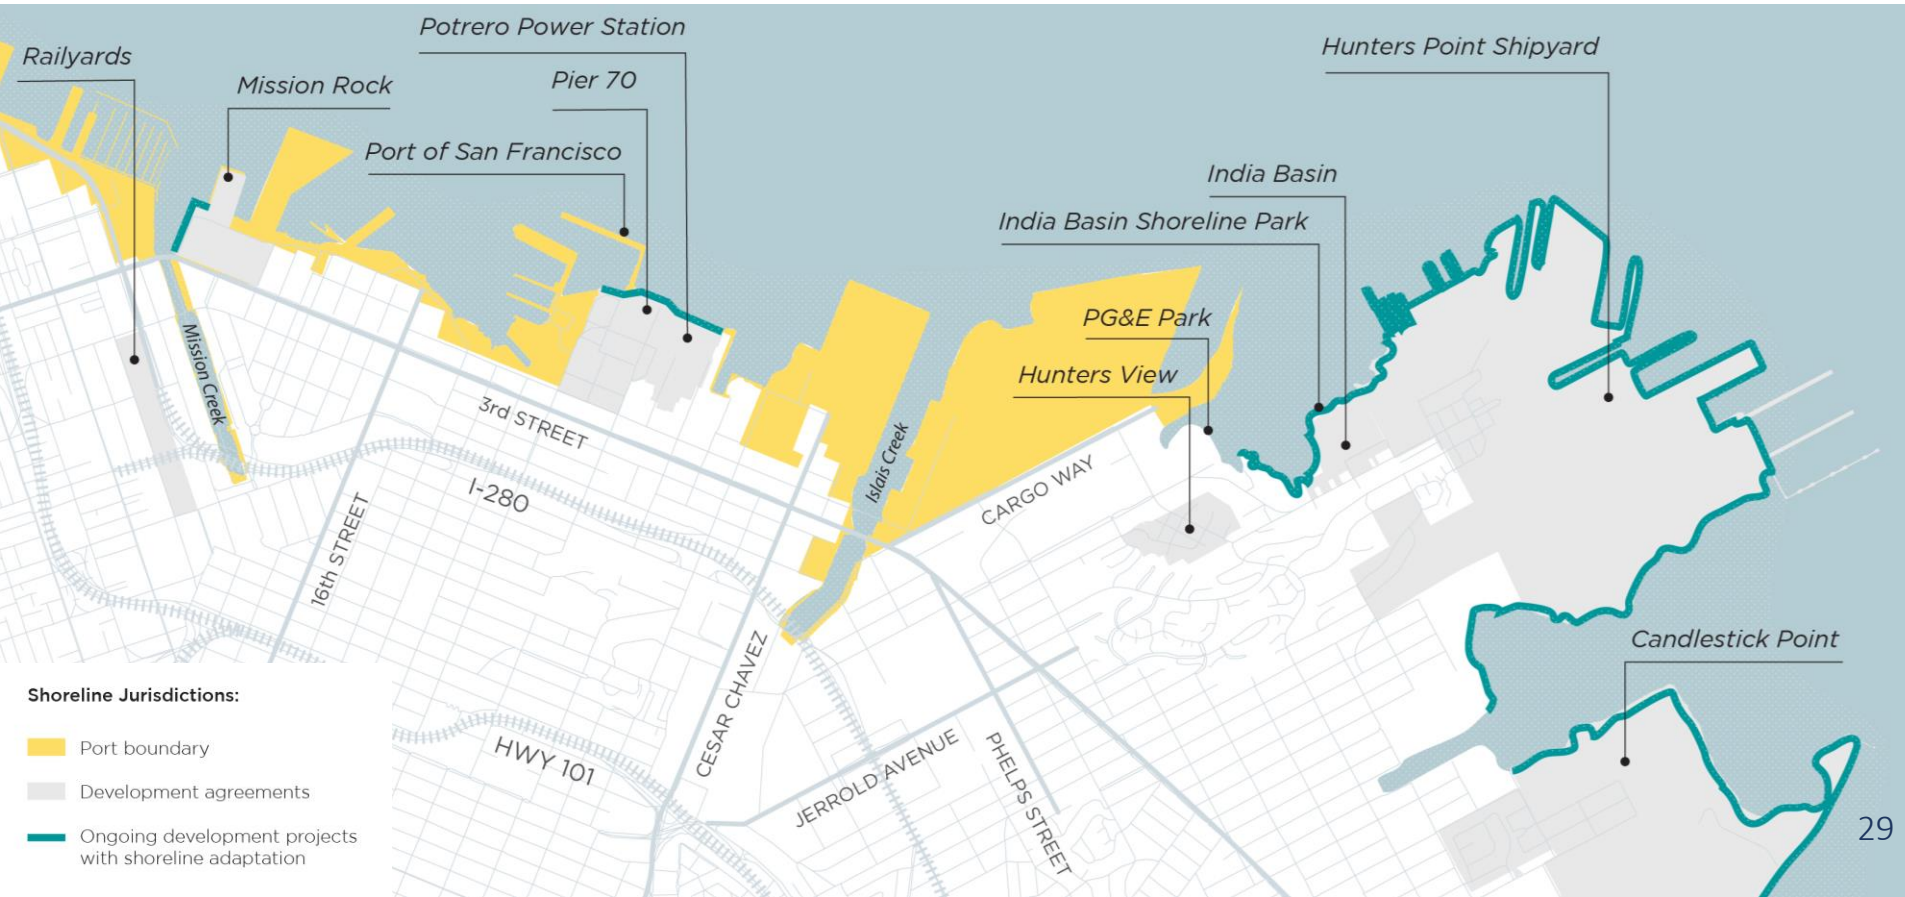 Railyards
Mission Rock
Potrero Power Station
Pier 70
Port of San Francisco
Hunters Point Shipyard
India Basin
India Basin Shoreline Park
PG&E Park
Hunters View
Mission Creek
3rd STREET
I-280
16th STREET
Islais Creek
CARGO WAY
CESAR CHAVEZ
HWY 101
JERROLD AVENUE
PHELPS STREET
Candlestick Point
Shoreline Jurisdictions:
Port boundary
Development agreements
Ongoing development projects
with shoreline adaptation
29